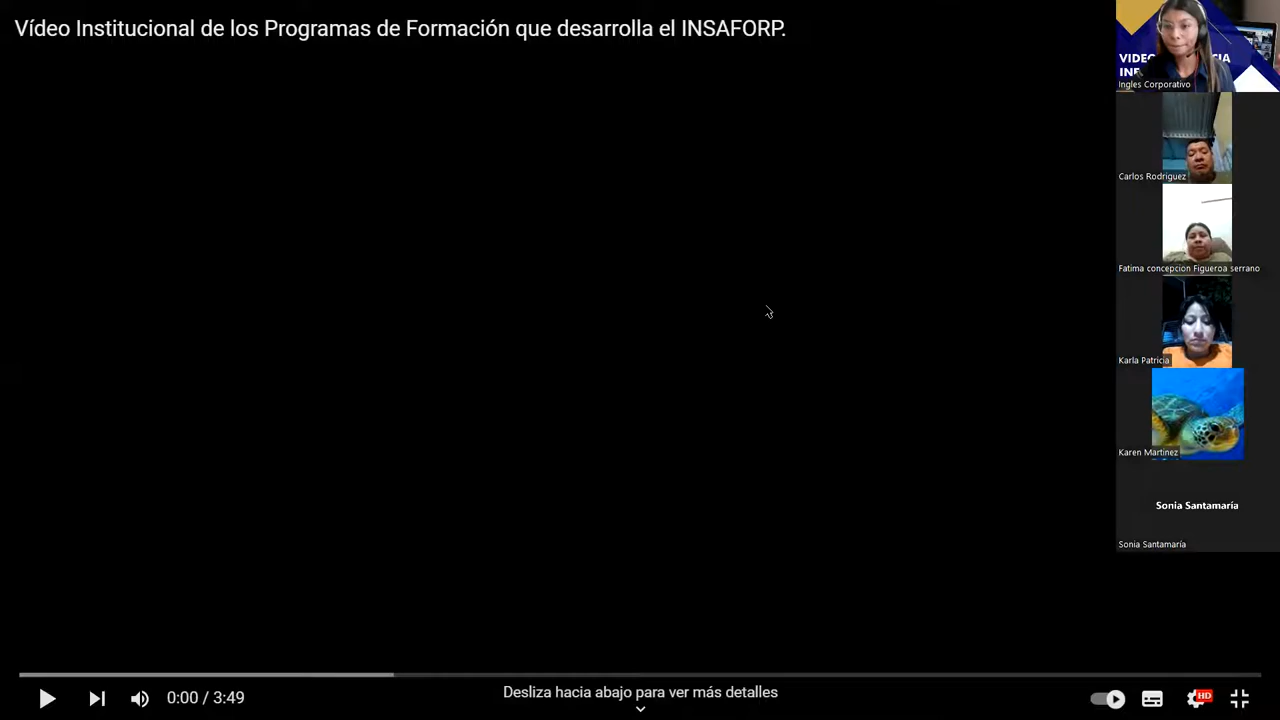 Vídeo Institucional de los Programas de Formación que desarrolla el INSAFORP.
Ingles Corporativo
Carlos Rodriguez
Fatima concepcion Figueroa serrano
Karla Patricia
Karen Martinez
Sonia Santamaría
Sonia Santamaría
0:00 / 3:49
Desliza hacia abajo para ver más detalles
HD